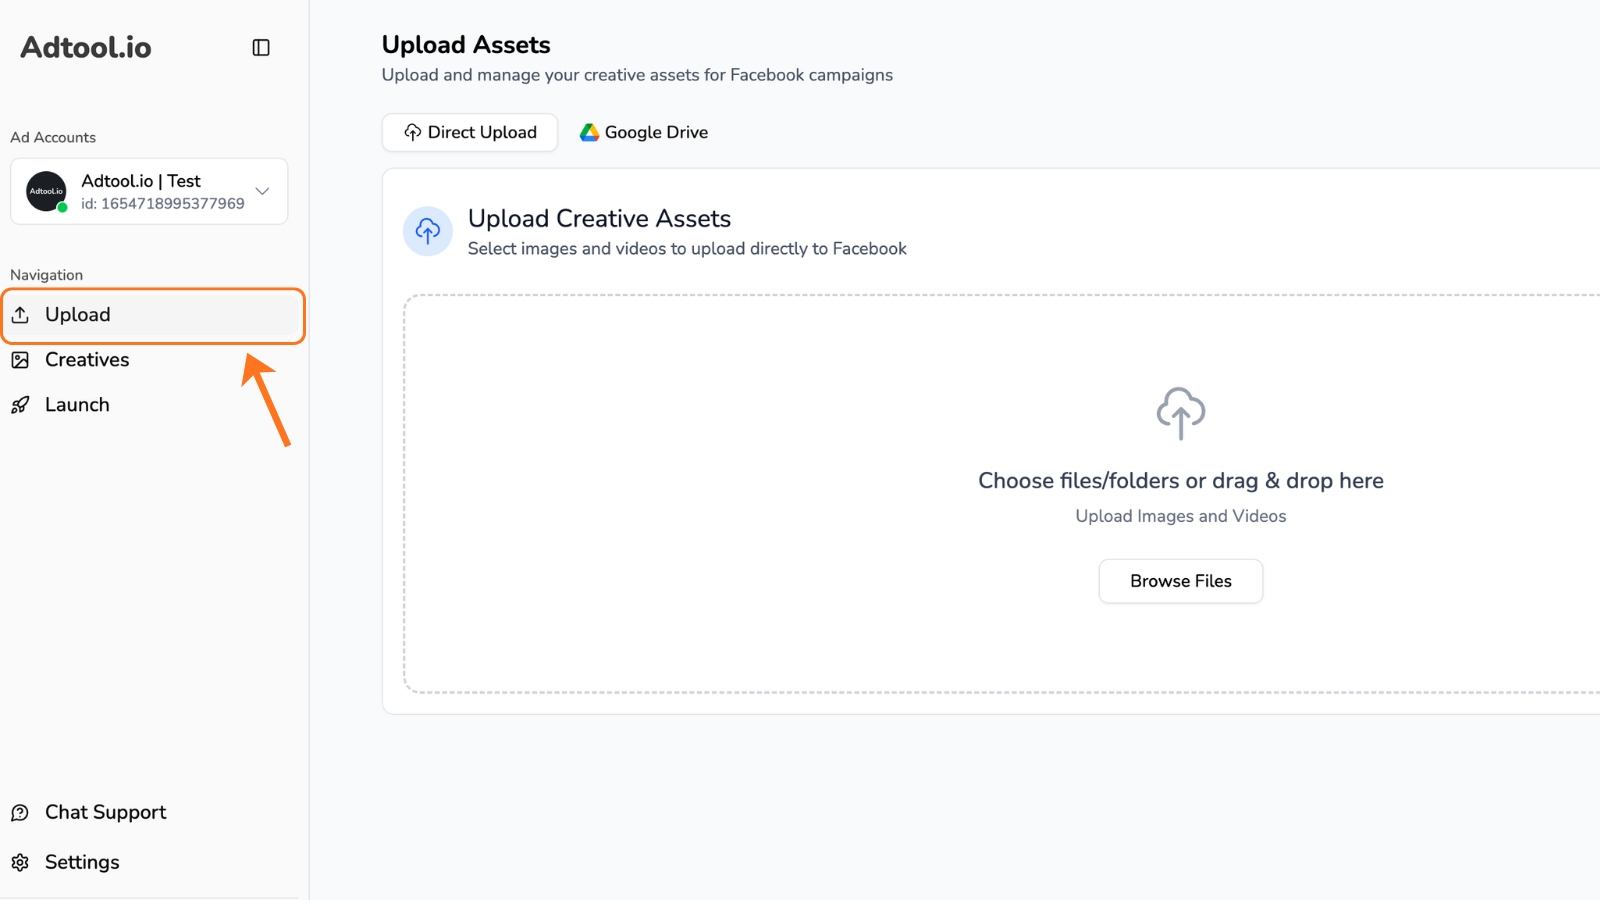 Adtool.io
Ad Accounts
Adtool.io
Adtool.io | Test
id: 1654718995377969
Navigation
Upload
Creatives
Launch
Chat Support
Settings
Upload Assets
Upload and manage your creative assets for Facebook campaigns
Direct Upload
Google Drive
Upload Creative Assets
Select images and videos to upload directly to Facebook
Choose files/folders or drag & drop here
Upload Images and Videos
Browse Files